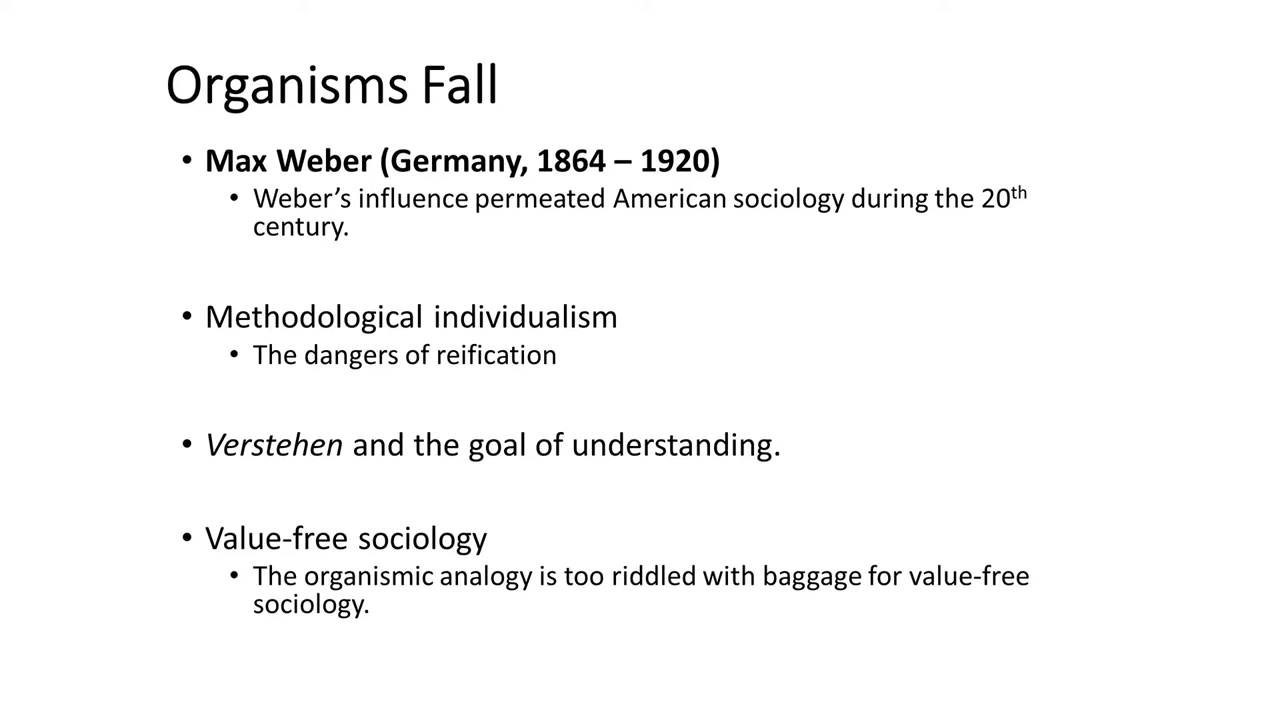 Organisms Fall
• Max Weber (Germany, 1864 – 1920)
• Weber's influence permeated American sociology during the 20th
century.
• Methodological individualism
• The dangers of reification
• Verstehen and the goal of understanding.
• Value-free sociology
• The organismic analogy is too riddled with baggage for value-free
sociology.